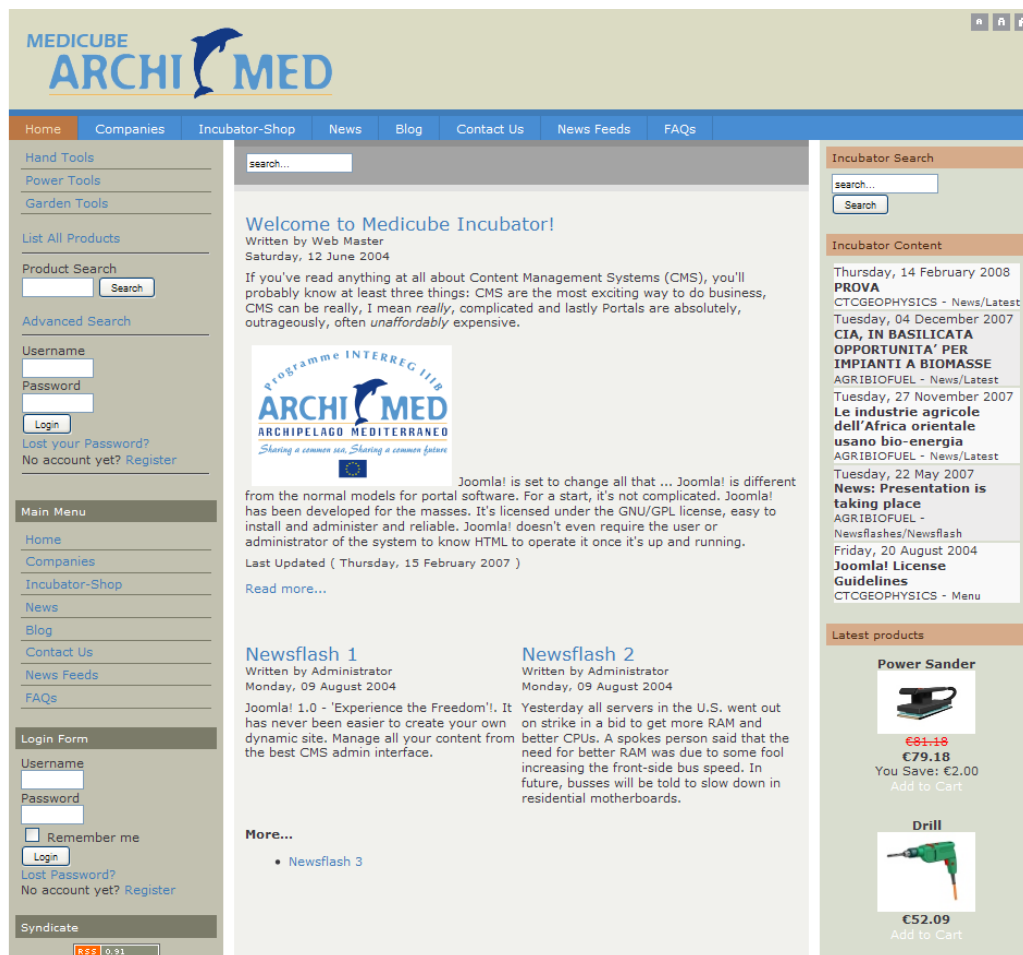 MEDICUBE
ARCHI MED
Home
Companies
Incubator-Shop
News
Blog
Contact Us
News Feeds
FAQs
Hand Tools
Power Tools
Garden Tools
List All Products
Product Search
Search
Advanced Search
Username
Password
Login
Lost your Password?
No account yet? Register
Main Menu
Home
Companies
Incubator-Shop
News
Blog
Contact Us
News Feeds
FAQs
Login Form
Username
Password
Remember me
Login
Lost Password?
No account yet? Register
Syndicate
RSS 0.91
search...
Welcome to Medicube Incubator!
Written by Web Master
Saturday, 12 June 2004
If you've read anything at all about Content Management Systems (CMS), you'll
probably know at least three things: CMS are the most exciting way to do business,
CMS can be really, I mean really, complicated and lastly Portals are absolutely,
outrageously, often unaffordably expensive.
Programme INTERREG IIIB
ARCHI MED
ARCHIPELAGO MEDITERRANEO
Sharing a common sea, Sharing a common future
Joomla! is set to change all that ... Joomla! is different
from the normal models for portal software. For a start, it's not complicated. Joomla!
has been developed for the masses. It's licensed under the GNU/GPL license, easy to
install and administer and reliable. Joomla! doesn't even require the user or
administrator of the system to know HTML to operate it once it's up and running.
Last Updated ( Thursday, 15 February 2007 )
Read more...
Newsflash 1
Written by Administrator
Monday, 09 August 2004
Joomla! 1.0 - 'Experience the Freedom'!. It
has never been easier to create your own
dynamic site. Manage all your content from
the best CMS admin interface.
Newsflash 2
Written by Administrator
Monday, 09 August 2004
Yesterday all servers in the U.S. went out
on strike in a bid to get more RAM and
better CPUs. A spokes person said that the
need for better RAM was due to some fool
increasing the front-side bus speed. In
future, busses will be told to slow down in
residential motherboards.
More...
• Newsflash 3
Incubator Search
search...
Search
Incubator Content
Thursday, 14 February 2008
PROVA
CTCGEOPHYSICS - News/Latest
Tuesday, 04 December 2007
CIA, IN BASILICATA
OPPORTUNITA’ PER
IMPIANTI A BIOMASSE
AGRIBIOFUEL - News/Latest
Tuesday, 27 November 2007
Le industrie agricole
dell’Africa orientale
usano bio-energia
AGRIBIOFUEL - News/Latest
Tuesday, 22 May 2007
News: Presentation is
taking place
AGRIBIOFUEL -
Newsflashes/Newsflash
Friday, 20 August 2004
Joomla! License
Guidelines
CTCGEOPHYSICS - Menu
Latest products
Power Sander
€81.18
€79.18
You Save: €2.00
Add to Cart
Drill
€52.09
Add to Cart